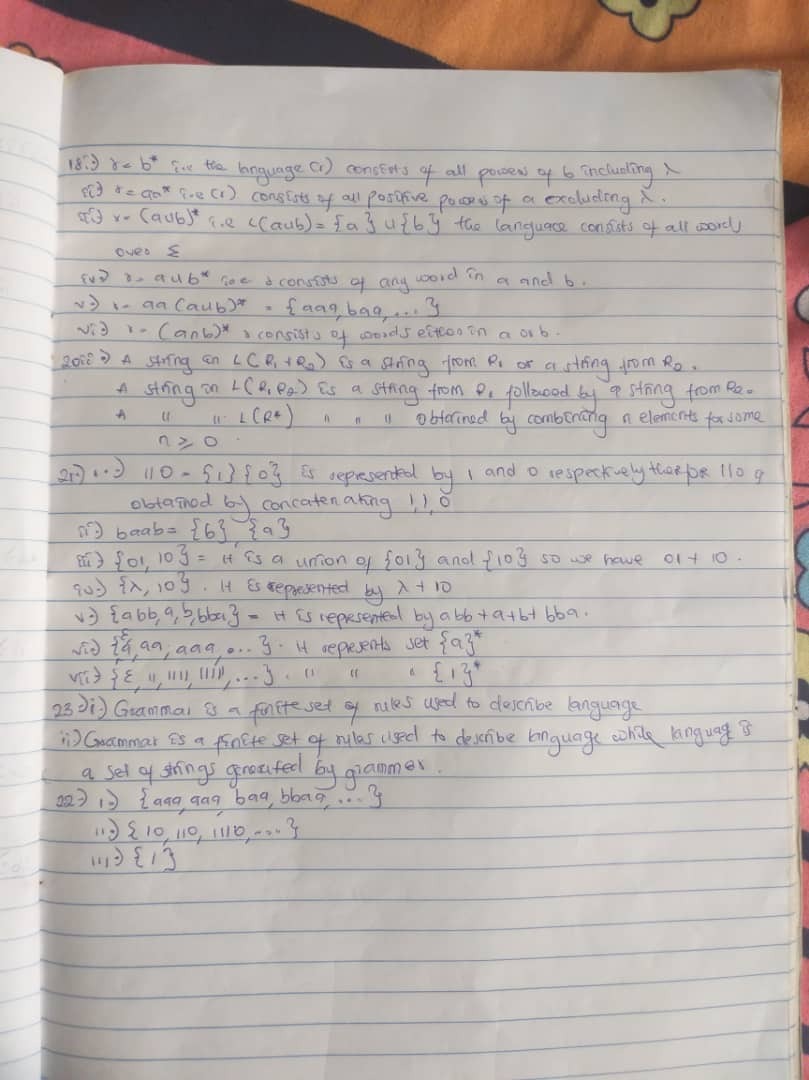 18i) r = b* i.e the language (r) consists of all powers of b including λ
ii) r = aa* i.e (r) consists of all positive powers of a excluding λ.
iii) r = (aub)* i.e L(aub) = {a} u {b} the language consists of all words
over Σ
iv) r = aub* i.e r consists of any word in a and b.
v) r = aa(aub)* = {aaa, baa, ...}
vi) r = (anb)* r consists of words either in a or b.
20iii) A string in L(R1 + R2) is a string from R1 or a string from R2.
A string in L(R1R2) is a string from R1 followed by a string from R2.
A " " L(R*) " " " obtained by combining n elements for some
n ≥ 0.
21) i) 110 = {1}{0} is represented by 1 and 0 respectively 110
obtained by concatenating 1,1,0
ii) baab = {b}, {a}
iii) {01, 10} = It is a union of {01} and {10} so we have 01 + 10.
iv) {λ, 10}. It is represented by λ + 10
v) {abb, a, b, bba} = It is represented by abb + a + b + bba.
vi) {ε, aa, aaa, ...}. It represents set {a}*
vii) {ε, 11, 1111, 11111, ...}. " " " {1}*
23) i) Grammar is a finite set of rules used to describe language
ii) Grammar is a finite set of rules used to describe language while language is
a set of strings by grammer.
22) i) {aaa, aaa, baa, bbaa, ...}
ii) {10, 110, 1110, ...}
iii) {1}